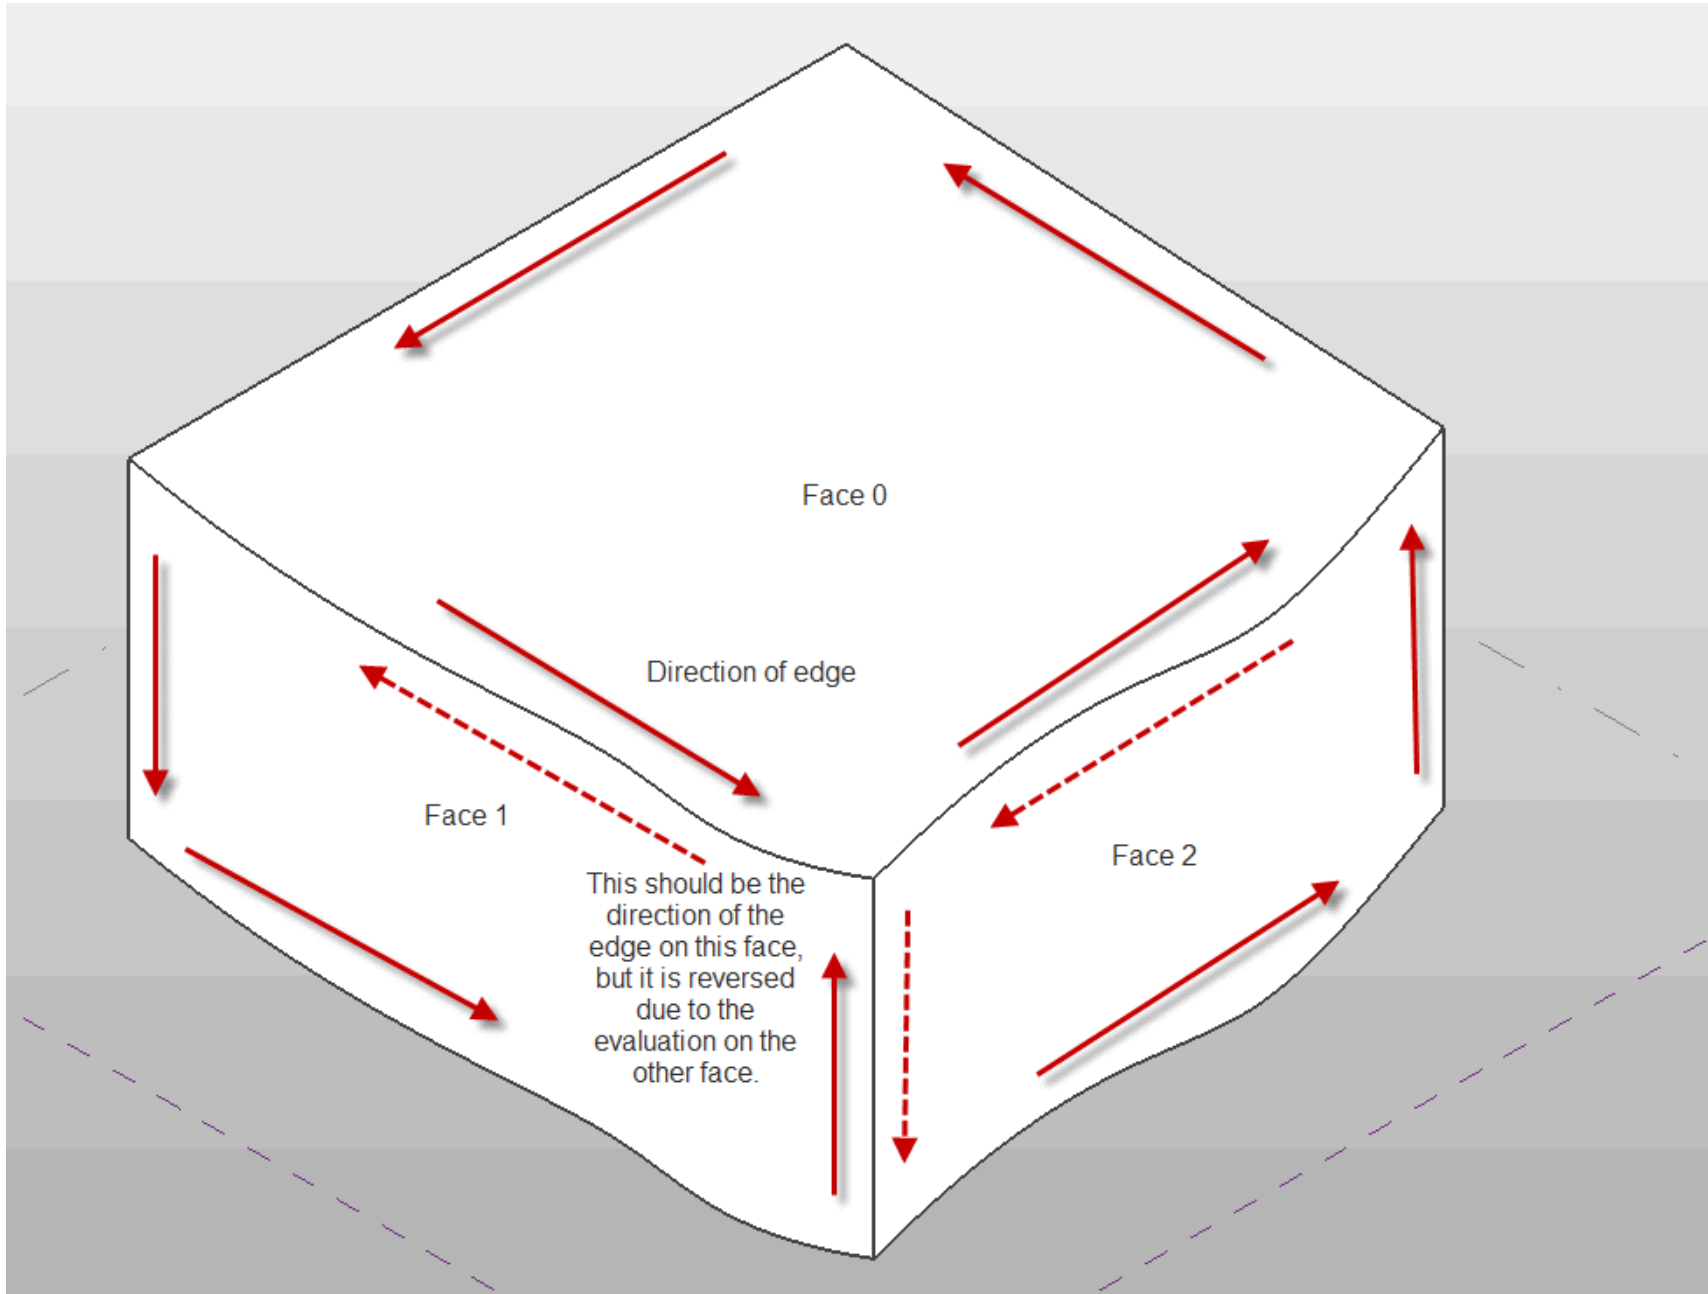 Face 0
Direction of edge
Face 1
Face 2
This should be the
direction of the
edge on this face,
but it is reversed
due to the
evaluation on the
other face.